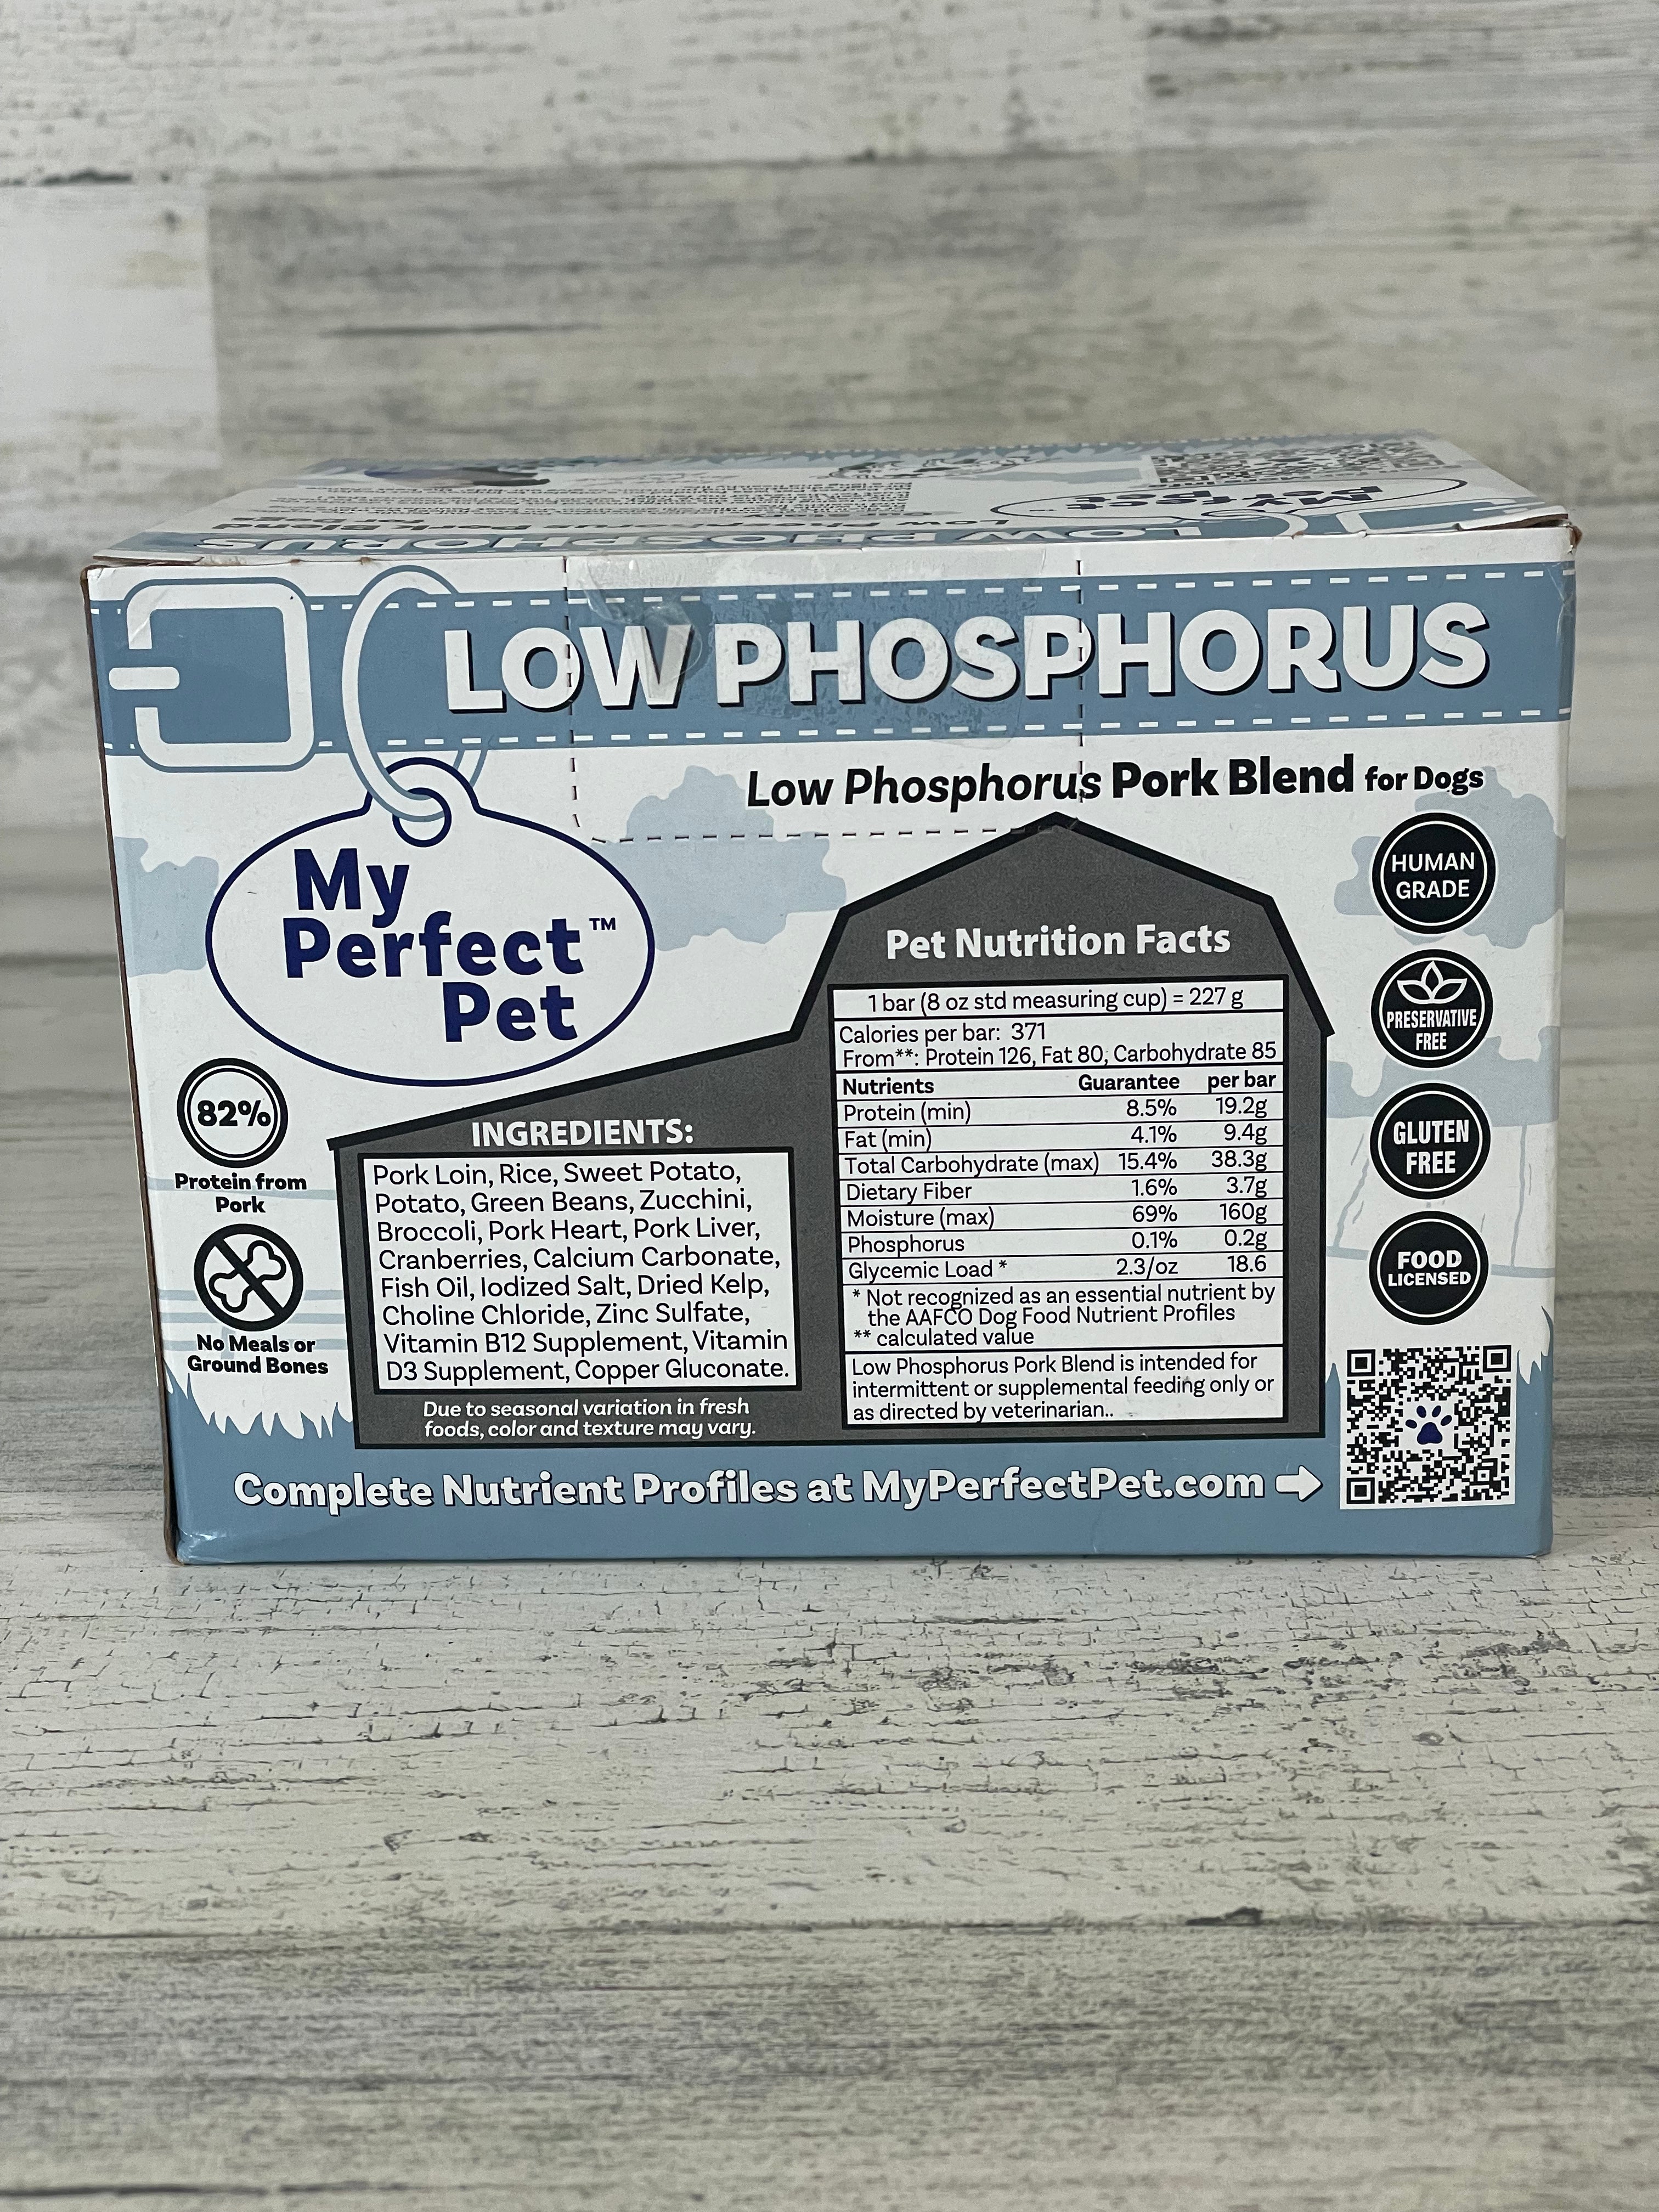 LOW PHOSPHORUS
Low Phosphorus Pork Blend for Dogs
My
Perfect™
Pet
82%
Protein from
Pork
No Meals or
Ground Bones
INGREDIENTS:
Pork Loin, Rice, Sweet Potato,
Potato, Green Beans, Zucchini,
Broccoli, Pork Heart, Pork Liver,
Cranberries, Calcium Carbonate,
Fish Oil, Iodized Salt, Dried Kelp,
Choline Chloride, Zinc Sulfate,
Vitamin B12 Supplement, Vitamin
D3 Supplement, Copper Gluconate.
Due to seasonal variation in fresh
foods, color and texture may vary.
Pet Nutrition Facts
1 bar (8 oz std measuring cup) = 227 g
Calories per bar: 371
From**: Protein 126, Fat 80, Carbohydrate 85
Nutrients Guarantee per bar
Protein (min) 8.5% 19.2g
Fat (min) 4.1% 9.4g
Total Carbohydrate (max) 15.4% 38.3g
Dietary Fiber 1.6% 3.7g
Moisture (max) 69% 160g
Phosphorus 0.1% 0.2g
Glycemic Load * 2.3/oz 18.6
* Not recognized as an essential nutrient by
the AAFCO Dog Food Nutrient Profiles
** calculated value
Low Phosphorus Pork Blend is intended for
intermittent or supplemental feeding only or
as directed by veterinarian..
HUMAN
GRADE
PRESERVATIVE
FREE
GLUTEN
FREE
FOOD
LICENSED
Complete Nutrient Profiles at MyPerfectPet.com
LOW PHOSPHORUS
Low Phosphorus Pork Blend
for Dogs
My
Perfect
Pet